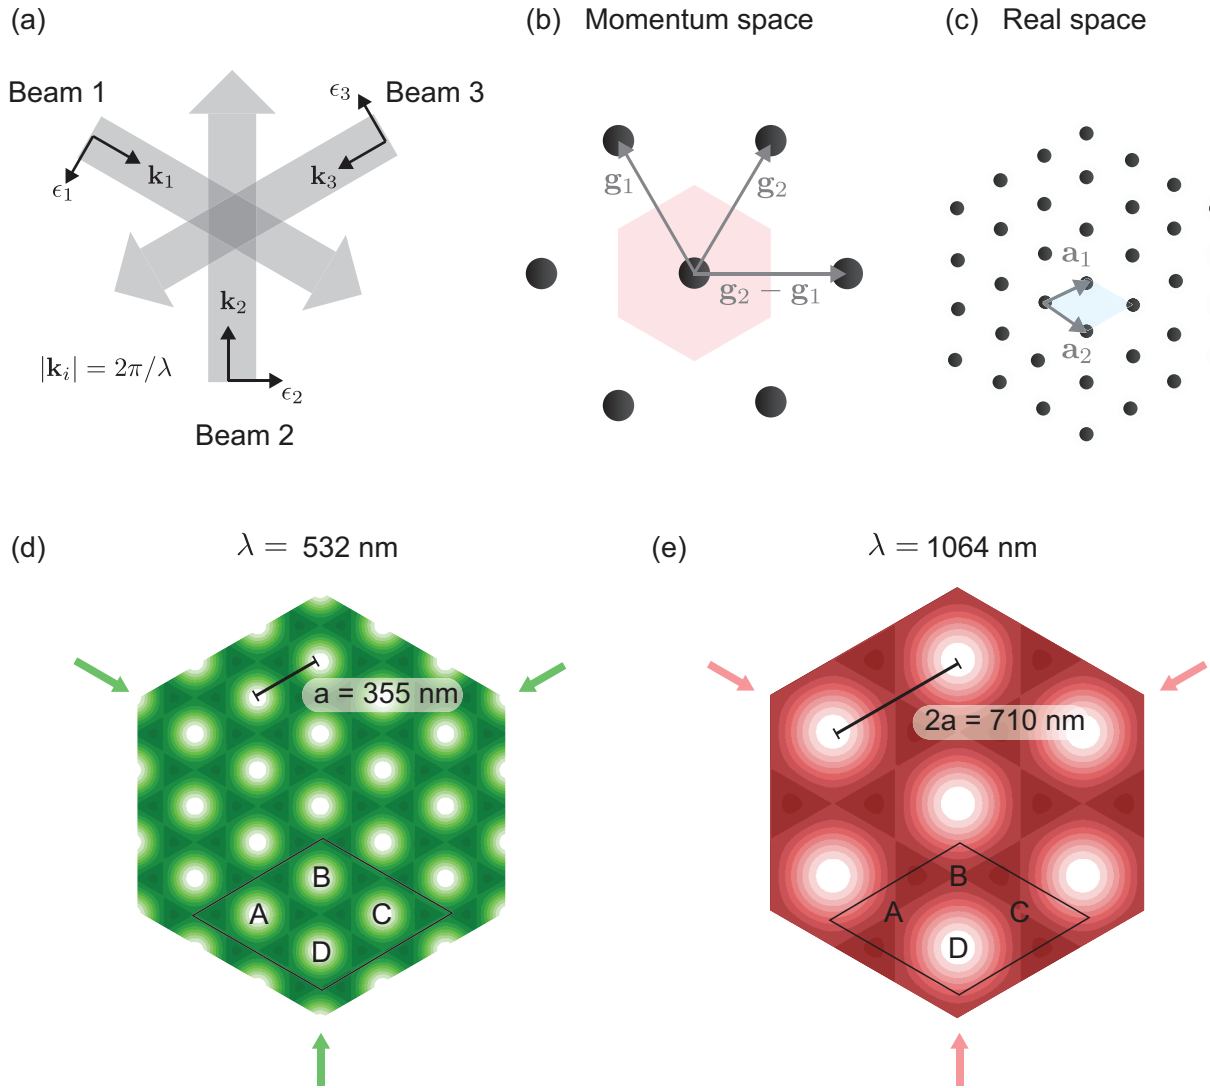 (a)
Beam 1
ϵ₃
Beam 3
ϵ₁
k₁
k₃
k₂
|kᵢ| = 2π/λ
ϵ₂
Beam 2
(b) Momentum space
g₁
g₂
g₂ − g₁
(c) Real space
a₁
a₂
(d) λ = 532 nm
a = 355 nm
B
A
C
D
(e) λ = 1064 nm
2a = 710 nm
B
A
C
D